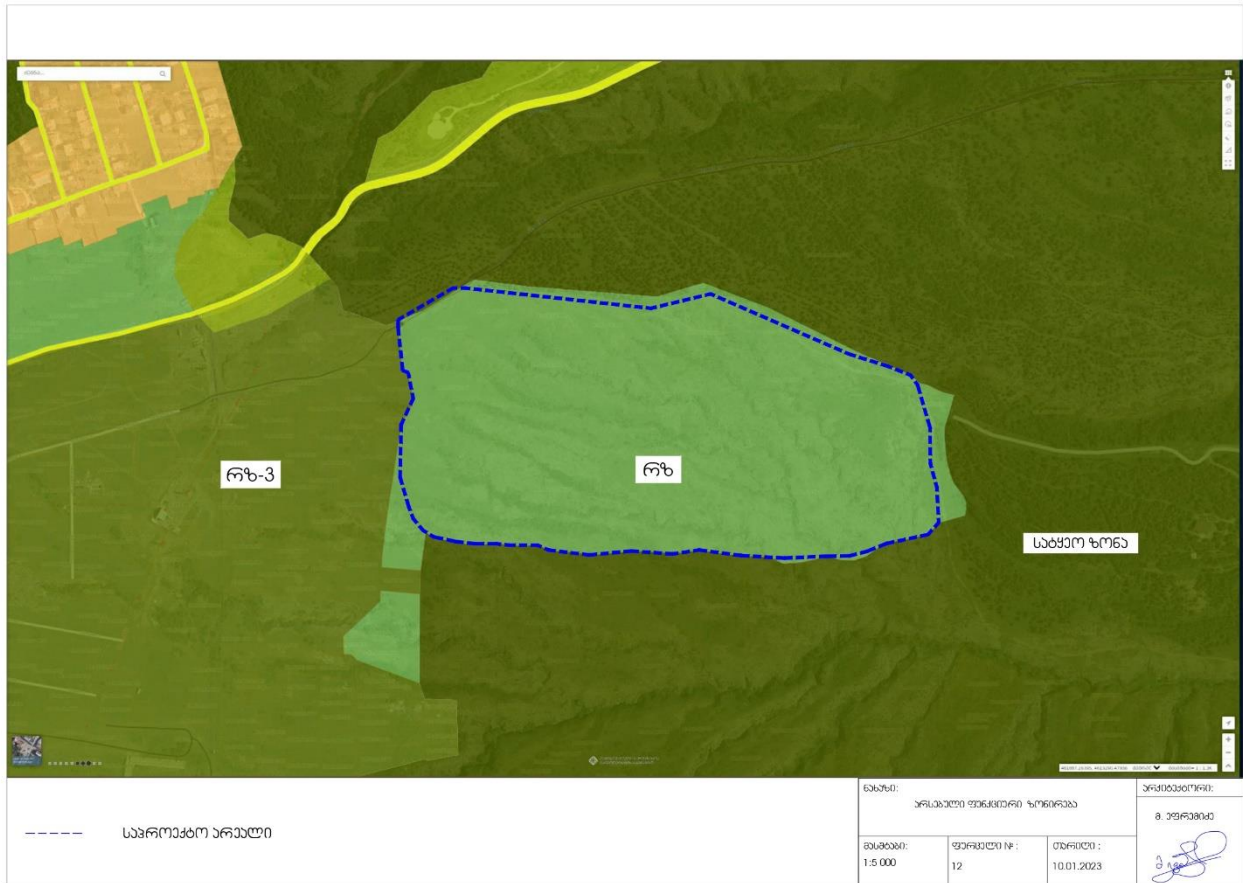 რზ-3
რზ
სატყეო ზონა
საპროექტო არეალი
ნახაზი:
არსებული ფუნქციური ზონირება
არქიტექტორი:
მ. ეფრემიძე
მასშტაბი:
1:5 000
ფურცელი № :
12
თარიღი :
10.01.2023